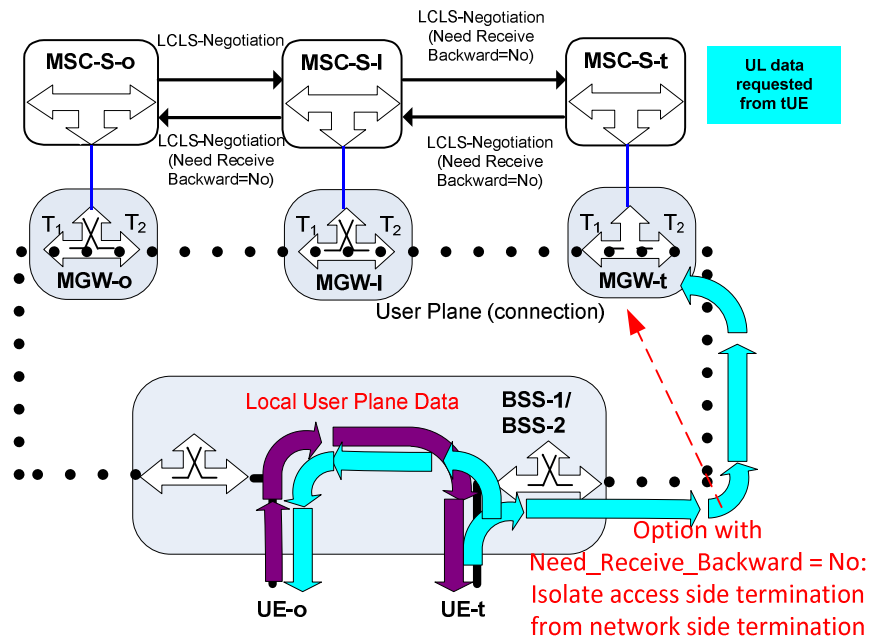 LCLS-Negotiation
LCLS-Negotiation
(Need Receive
Backward=No)
MSC-S-o
MSC-S-I
MSC-S-t
UL data
requested
from tUE
LCLS-Negotiation
(Need Receive
Backward=No)
LCLS-Negotiation
(Need Receive
Backward=No)
T1
T2
MGW-o
T1
T2
MGW-I
T1
T2
MGW-t
User Plane (connection)
Local User Plane Data
BSS-1/
BSS-2
Option with
Need_Receive_Backward = No:
Isolate access side termination
from network side termination
UE-o
UE-t